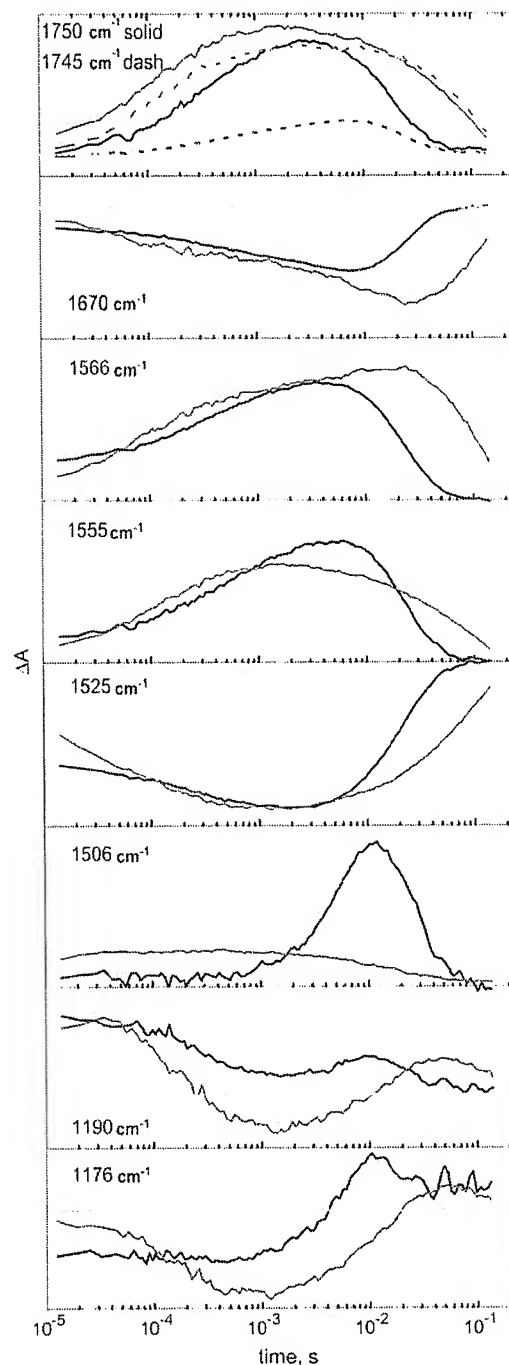 1750 cm⁻¹ solid
1745 cm⁻¹ dash
1670 cm⁻¹
1566 cm⁻¹
1555 cm⁻¹
ΔA
1525 cm⁻¹
1506 cm⁻¹
1190 cm⁻¹
1176 cm⁻¹
10⁻⁵ 10⁻⁴ 10⁻³ 10⁻² 10⁻¹
time, s